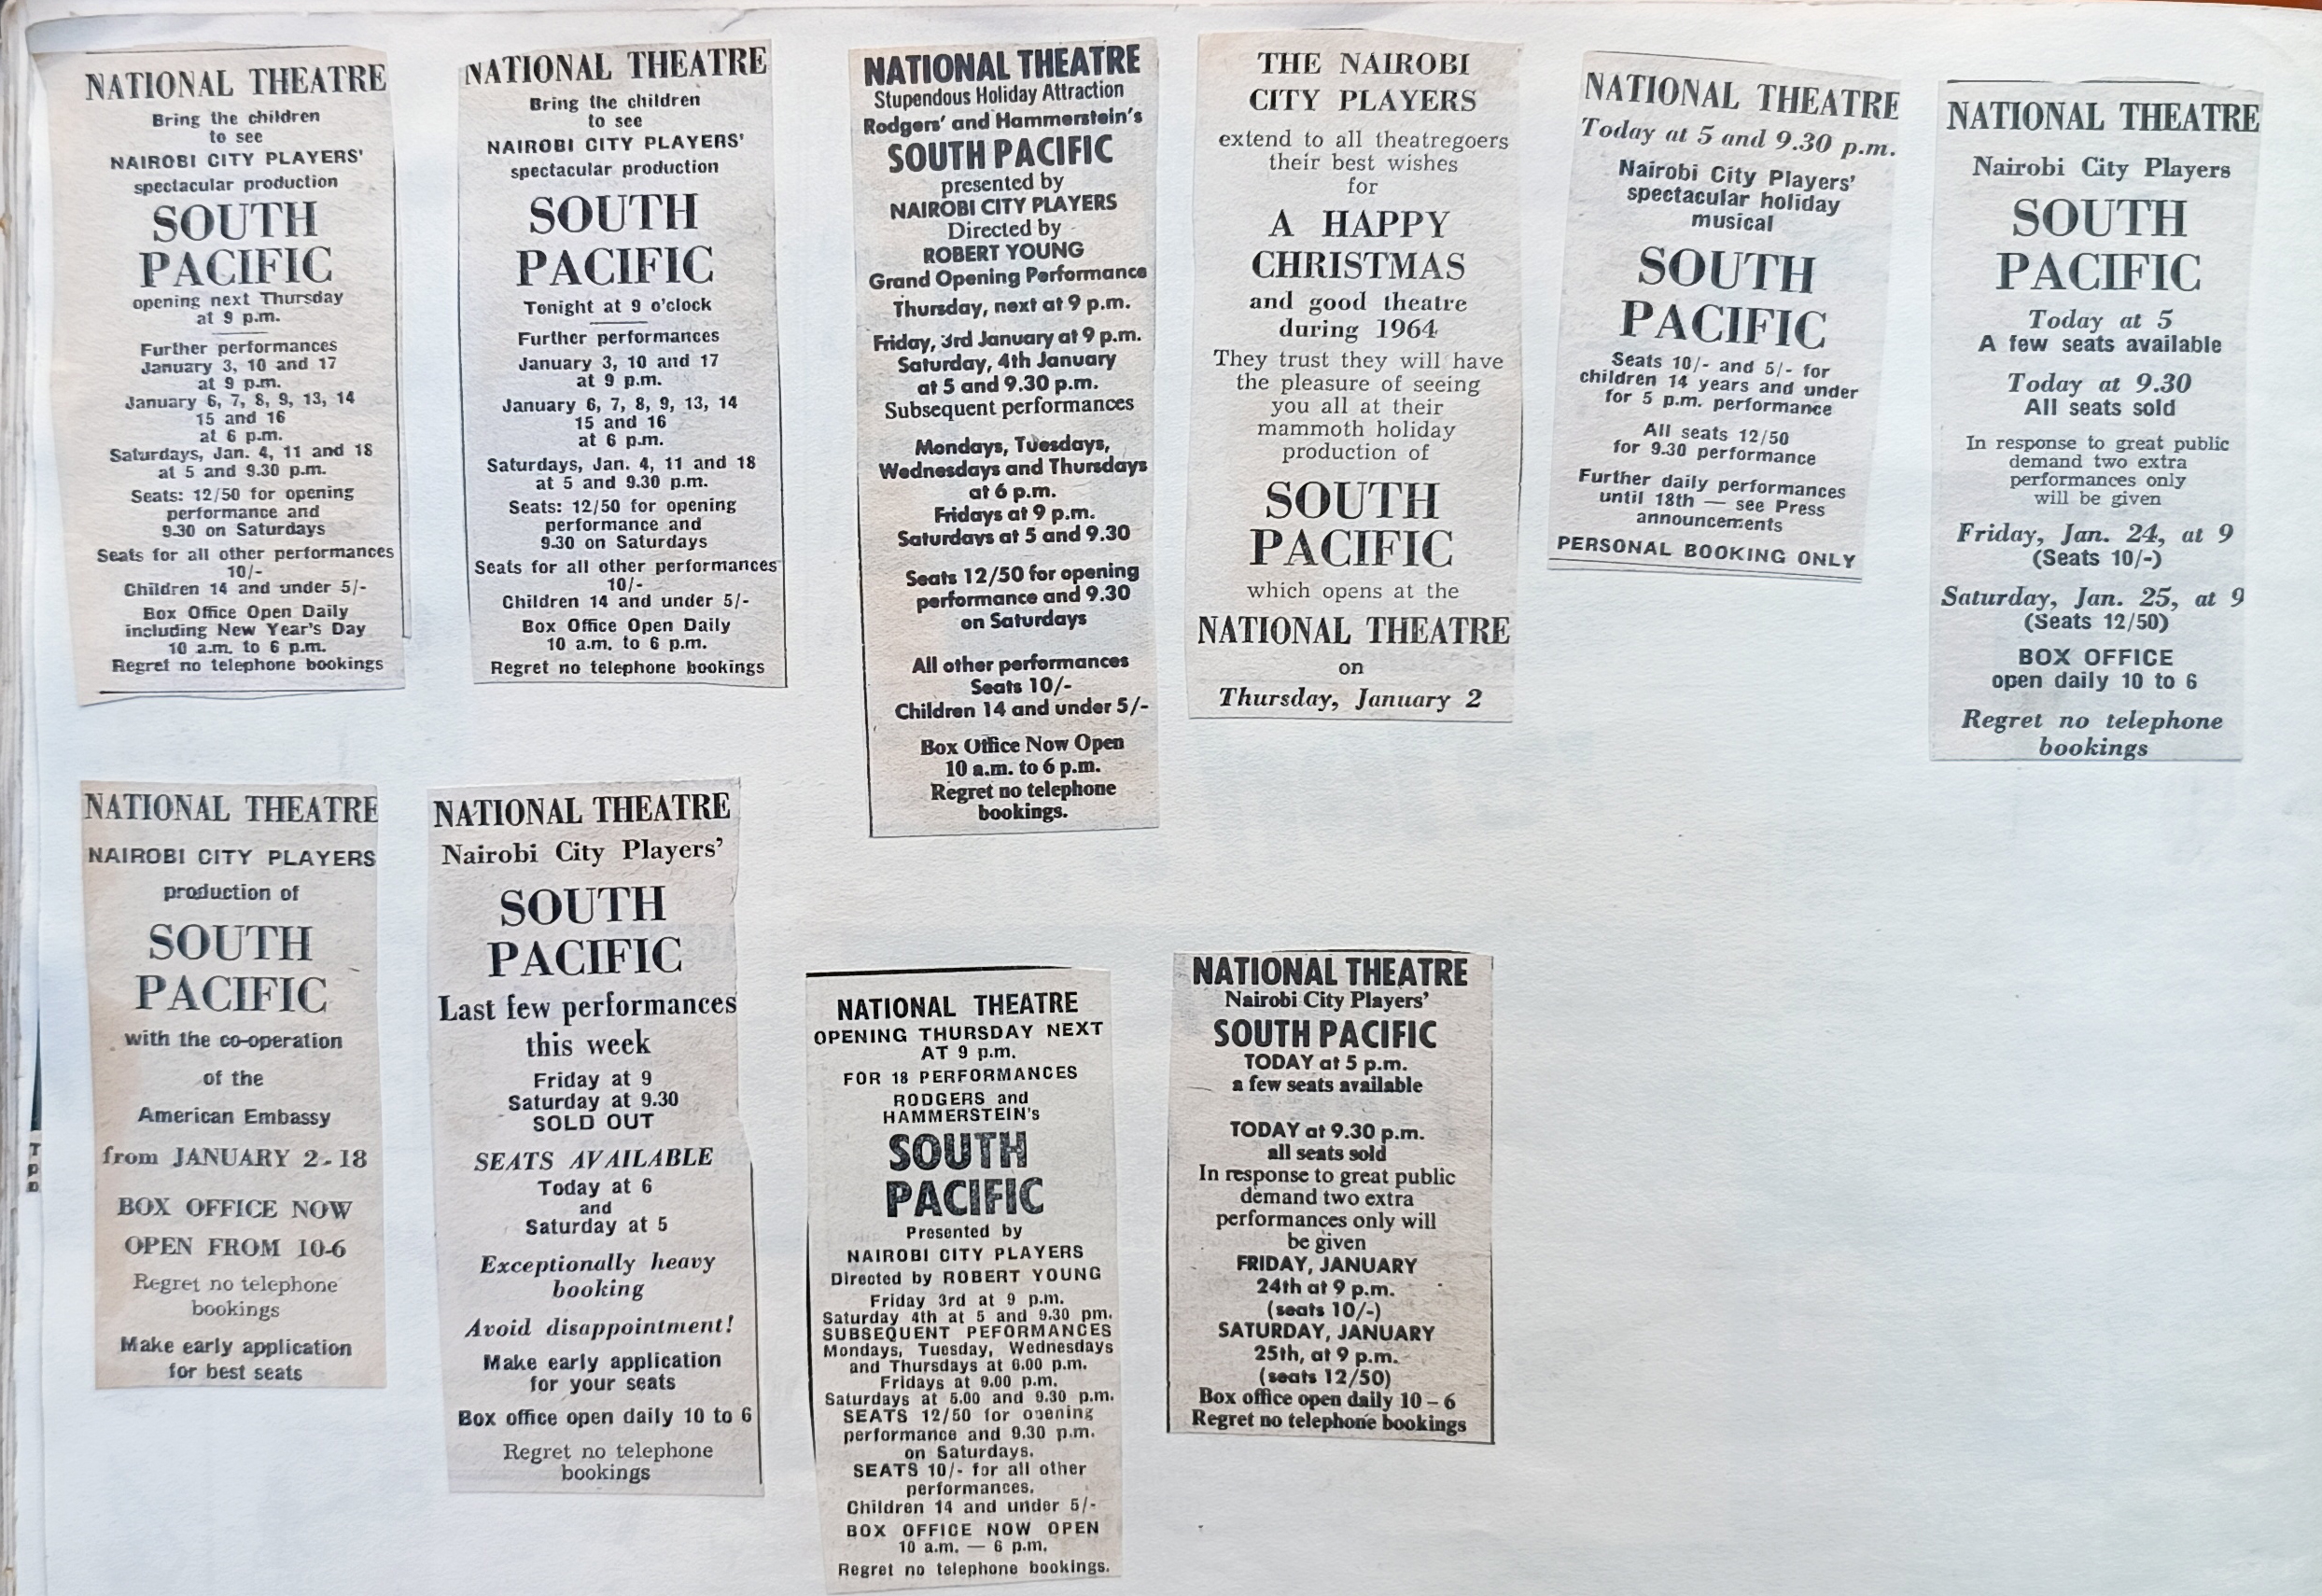 NATIONAL THEATRE
Bring the children
to see
NAIROBI CITY PLAYERS'
spectacular production
SOUTH
PACIFIC
opening next Thursday
at 9 p.m.
Further performances
January 3, 10 and 17
at 9 p.m.
January 6, 7, 8, 9, 13, 14
15 and 16
at 6 p.m.
Saturdays, Jan. 4, 11 and 18
at 5 and 9.30 p.m.
Seats: 12/50 for opening
performance and
9.30 on Saturdays
Seats for all other performances
10/-
Children 14 and under 5/-
Box Office Open Daily
including New Year's Day
10 a.m. to 6 p.m.
Regret no telephone bookings
NATIONAL THEATRE
Bring the children
to see
NAIROBI CITY PLAYERS'
spectacular production
SOUTH
PACIFIC
Tonight at 9 o'clock
Further performances
January 3, 10 and 17
at 9 p.m.
January 6, 7, 8, 9, 13, 14
15 and 16
at 6 p.m.
Saturdays, Jan. 4, 11 and 18
at 5 and 9.30 p.m.
Seats: 12/50 for opening
performance and
9.30 on Saturdays
Seats for all other performances
10/-
Children 14 and under 5/-
Box Office Open Daily
10 a.m. to 6 p.m.
Regret no telephone bookings
NATIONAL THEATRE
Stupendous Holiday Attraction
Rodgers' and Hammerstein's
SOUTH PACIFIC
presented by
NAIROBI CITY PLAYERS
Directed by
ROBERT YOUNG
Grand Opening Performance
Thursday, next at 9 p.m.
Friday, 3rd January at 9 p.m.
Saturday, 4th January
at 5 and 9.30 p.m.
Subsequent performances
Mondays, Tuesdays,
Wednesdays and Thursdays
at 6 p.m.
Fridays at 9 p.m.
Saturdays at 5 and 9.30
Seats 12/50 for opening
performance and 9.30
on Saturdays
All other performances
Seats 10/-
Children 14 and under 5/-
Box Office Now Open
10 a.m. to 6 p.m.
Regret no telephone
bookings.
THE NAIROBI
CITY PLAYERS
extend to all theatregoers
their best wishes
for
A HAPPY
CHRISTMAS
and good theatre
during 1964
They trust they will have
the pleasure of seeing
you all at their
mammoth holiday
production of
SOUTH
PACIFIC
which opens at the
NATIONAL THEATRE
on
Thursday, January 2
NATIONAL THEATRE
Today at 5 and 9.30 p.m.
Nairobi City Players'
spectacular holiday
musical
SOUTH
PACIFIC
Seats 10/- and 5/- for
children 14 years and under
for 5 p.m. performance
All seats 12/50
for 9.30 performance
Further daily performances
until 18th — see Press
announcements
PERSONAL BOOKING ONLY
NATIONAL THEATRE
Nairobi City Players
SOUTH
PACIFIC
Today at 5
A few seats available
Today at 9.30
All seats sold
In response to great public
demand two extra
performances only
will be given
Friday, Jan. 24, at 9
(Seats 10/-)
Saturday, Jan. 25, at 9
(Seats 12/50)
BOX OFFICE
open daily 10 to 6
Regret no telephone
bookings
NATIONAL THEATRE
NAIROBI CITY PLAYERS
production of
SOUTH
PACIFIC
with the co-operation
of the
American Embassy
from JANUARY 2-18
BOX OFFICE NOW
OPEN FROM 10-6
Regret no telephone
bookings
Make early application
for best seats
NATIONAL THEATRE
Nairobi City Players'
SOUTH
PACIFIC
Last few performances
this week
Friday at 9
Saturday at 9.30
SOLD OUT
SEATS AVAILABLE
Today at 6
and
Saturday at 5
Exceptionally heavy
booking
Avoid disappointment!
Make early application
for your seats
Box office open daily 10 to 6
Regret no telephone
bookings
NATIONAL THEATRE
OPENING THURSDAY NEXT
AT 9 p.m.
FOR 18 PERFORMANCES
RODGERS and
HAMMERSTEIN's
SOUTH
PACIFIC
Presented by
NAIROBI CITY PLAYERS
Directed by ROBERT YOUNG
Friday 3rd at 9 p.m.
Saturday 4th at 5 and 9.30 pm.
SUBSEQUENT PEFORMANCES
Mondays, Tuesday, Wednesdays
and Thursdays at 6.00 p.m.
Fridays at 9.00 p.m.
Saturdays at 5.00 and 9.30 p.m.
SEATS 12/50 for opening
performance and 9.30 p.m.
on Saturdays.
SEATS 10/- for all other
performances.
Children 14 and under 5/-
BOX OFFICE NOW OPEN
10 a.m. — 6 p.m.
Regret no telephone bookings.
NATIONAL THEATRE
Nairobi City Players'
SOUTH PACIFIC
TODAY at 5 p.m.
a few seats available
TODAY at 9.30 p.m.
all seats sold
In response to great public
demand two extra
performances only will
be given
FRIDAY, JANUARY
24th at 9 p.m.
(seats 10/-)
SATURDAY, JANUARY
25th, at 9 p.m.
(seats 12/50)
Box office open daily 10 – 6
Regret no telephone bookings